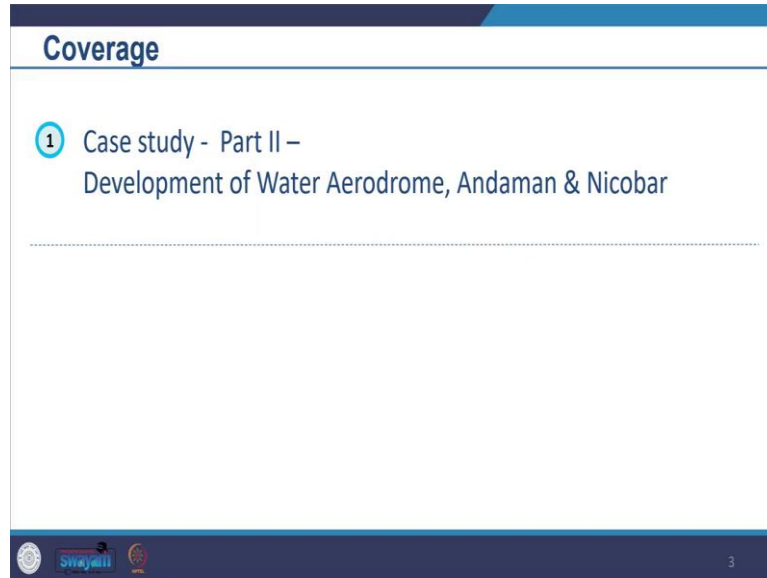 Coverage
1 Case study - Part II –
Development of Water Aerodrome, Andaman & Nicobar
swayam
3